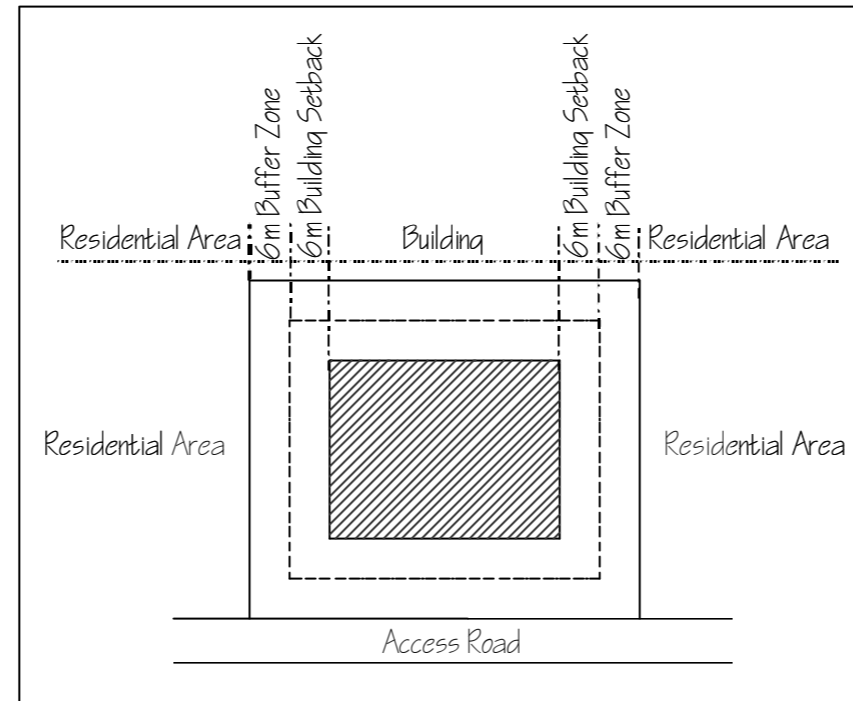 6m Buffer Zone
6m Building Setback
6m Building Setback
6m Buffer Zone
Residential Area
Building
Residential Area
Residential Area
Residential Area
Access Road